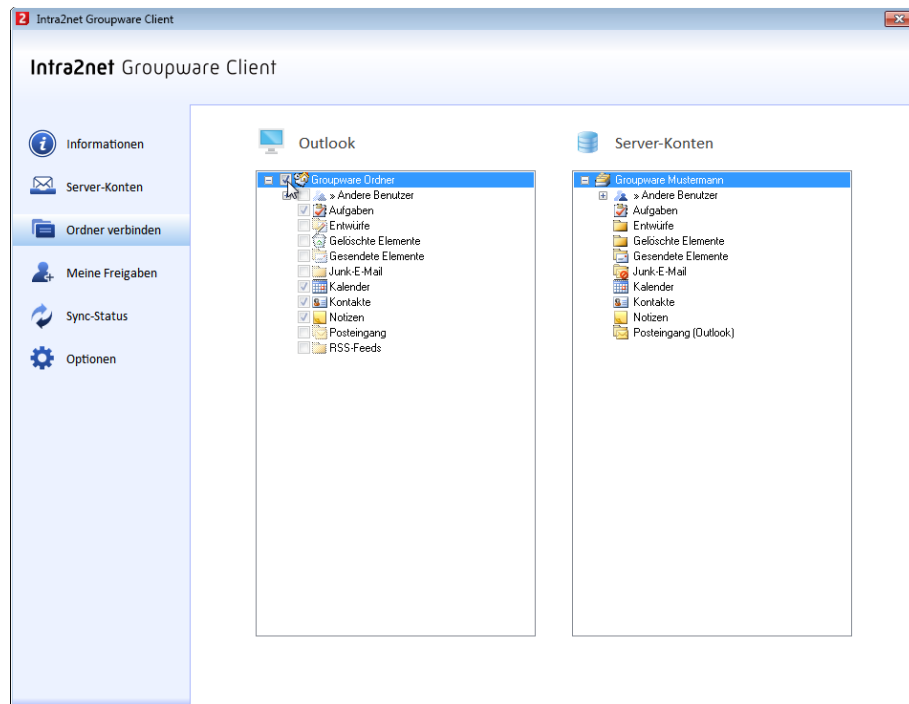 Intra2net Groupware Client
Intra2net Groupware Client
Informationen
Server-Konten
Ordner verbinden
Meine Freigaben
Sync-Status
Optionen
Outlook
Groupware Ordner
» Andere Benutzer
Aufgaben
Entwürfe
Gelöschte Elemente
Gesendete Elemente
Junk-E-Mail
Kalender
Kontakte
Notizen
Posteingang
RSS-Feeds
Server-Konten
Groupware Mustermann
» Andere Benutzer
Aufgaben
Entwürfe
Gelöschte Elemente
Gesendete Elemente
Junk-E-Mail
Kalender
Kontakte
Notizen
Posteingang (Outlook)